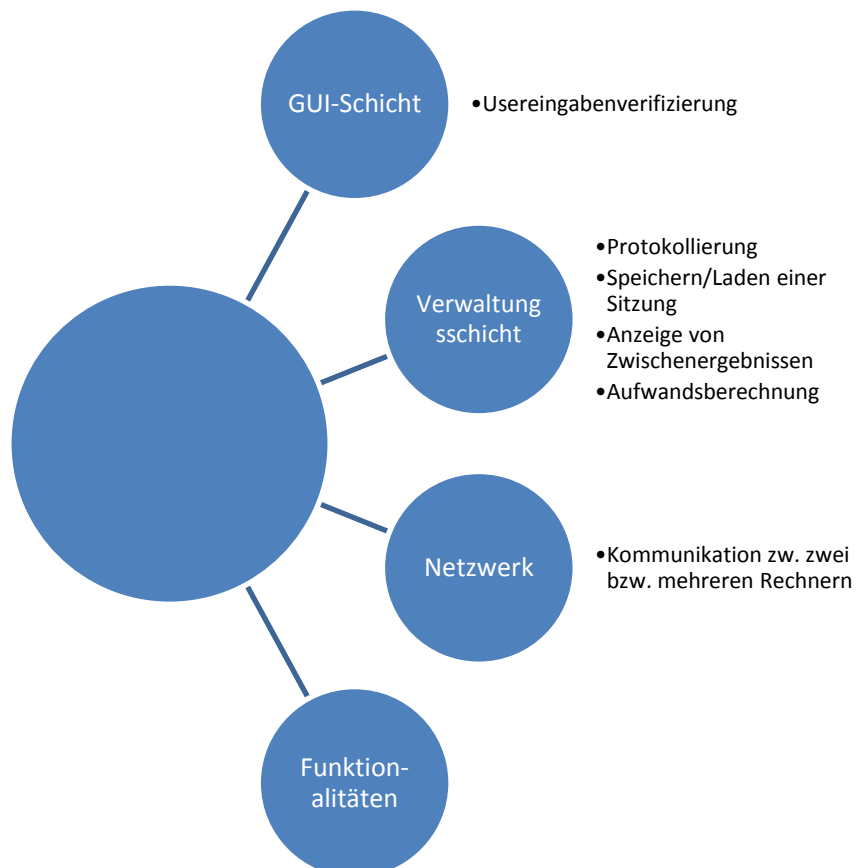 GUI-Schicht
•Usereingabenverifizierung
Verwaltung
sschicht
•Protokollierung
•Speichern/Laden einer
Sitzung
•Anzeige von
Zwischenergebnissen
•Aufwandsberechnung
Netzwerk
•Kommunikation zw. zwei
bzw. mehreren Rechnern
Funktion-
alitäten